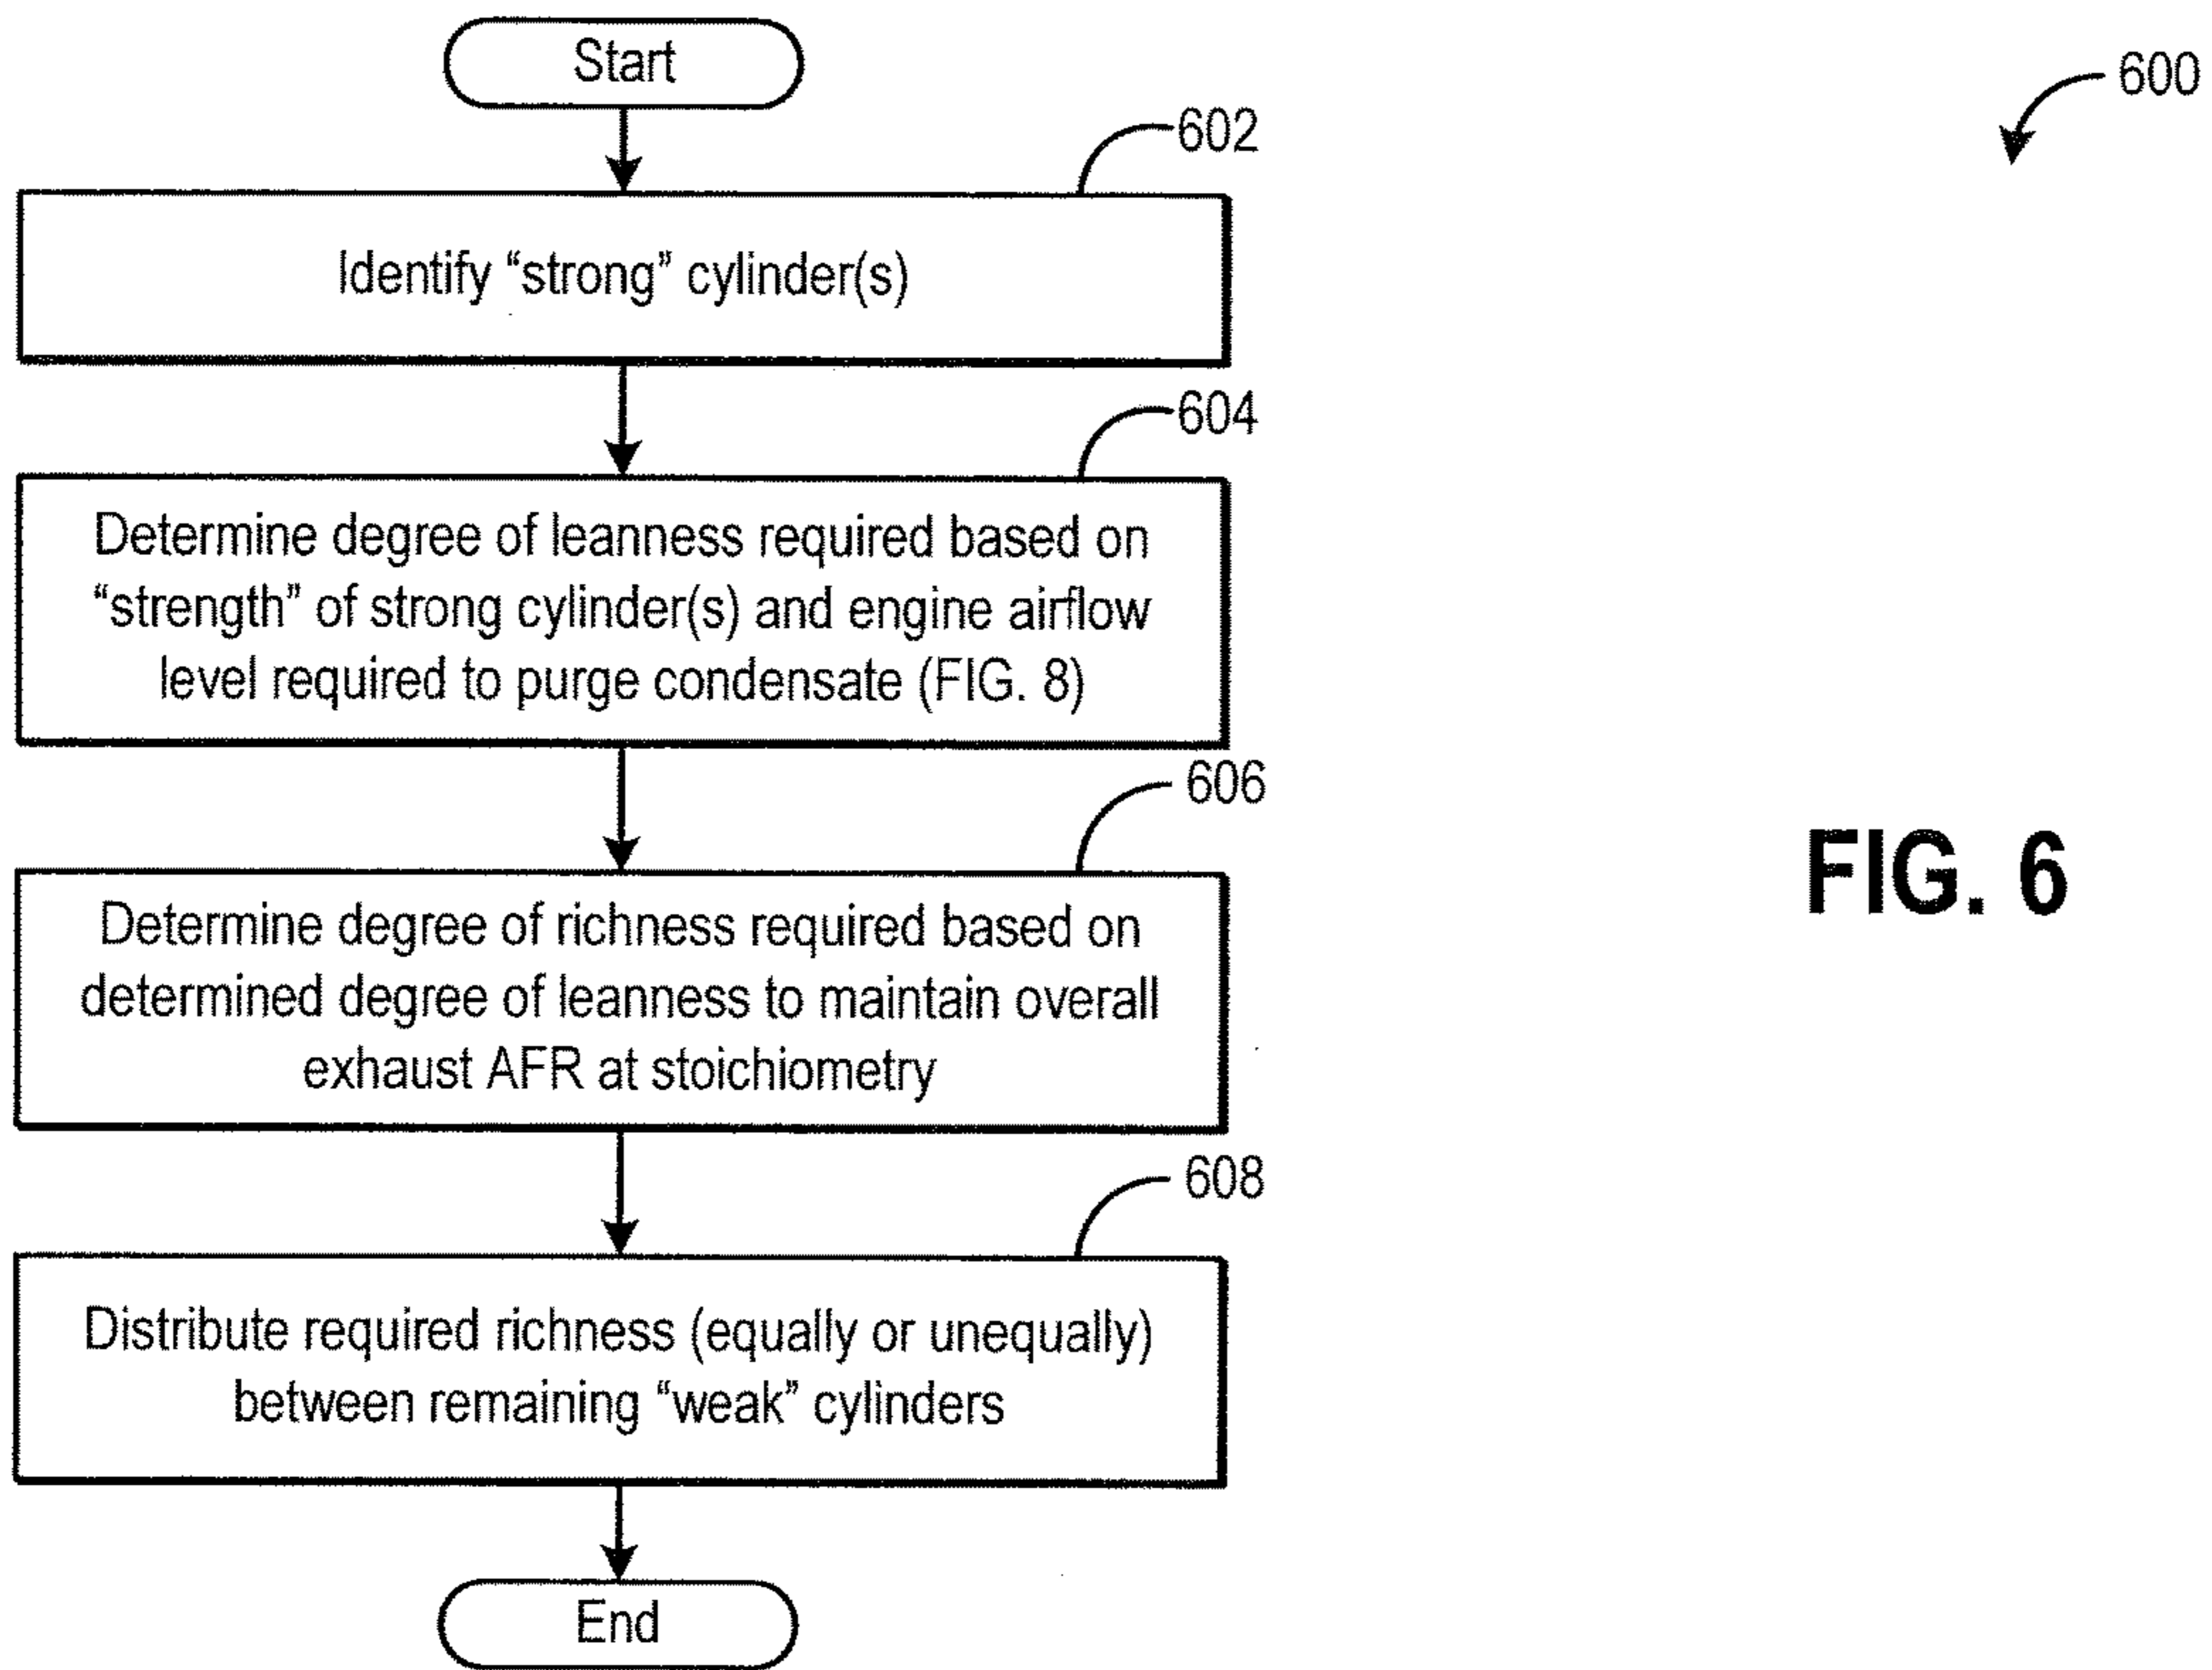 Start
600
602
Identify “strong” cylinder(s)
604
Determine degree of leanness required based on
“strength” of strong cylinder(s) and engine airflow
level required to purge condensate (FIG. 8)
606
Determine degree of richness required based on
determined degree of leanness to maintain overall
exhaust AFR at stoichiometry
FIG. 6
608
Distribute required richness (equally or unequally)
between remaining “weak” cylinders
End